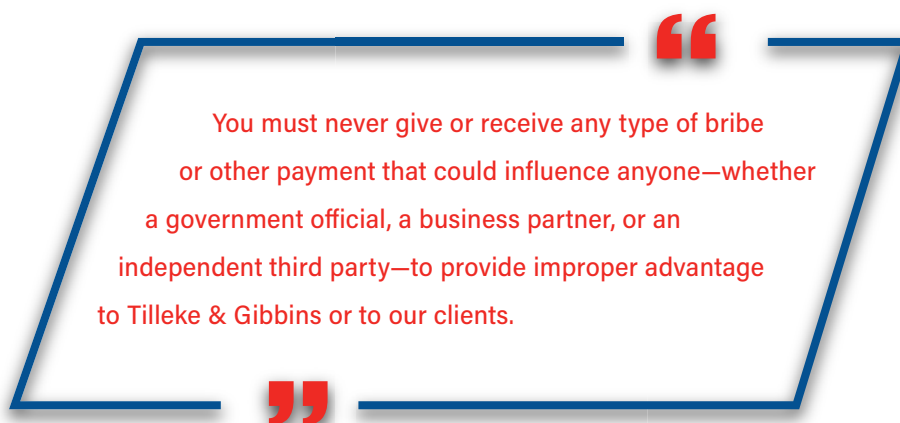 “
You must never give or receive any type of bribe
or other payment that could influence anyone—whether
a government official, a business partner, or an
independent third party—to provide improper advantage
to Tilleke & Gibbins or to our clients.
”